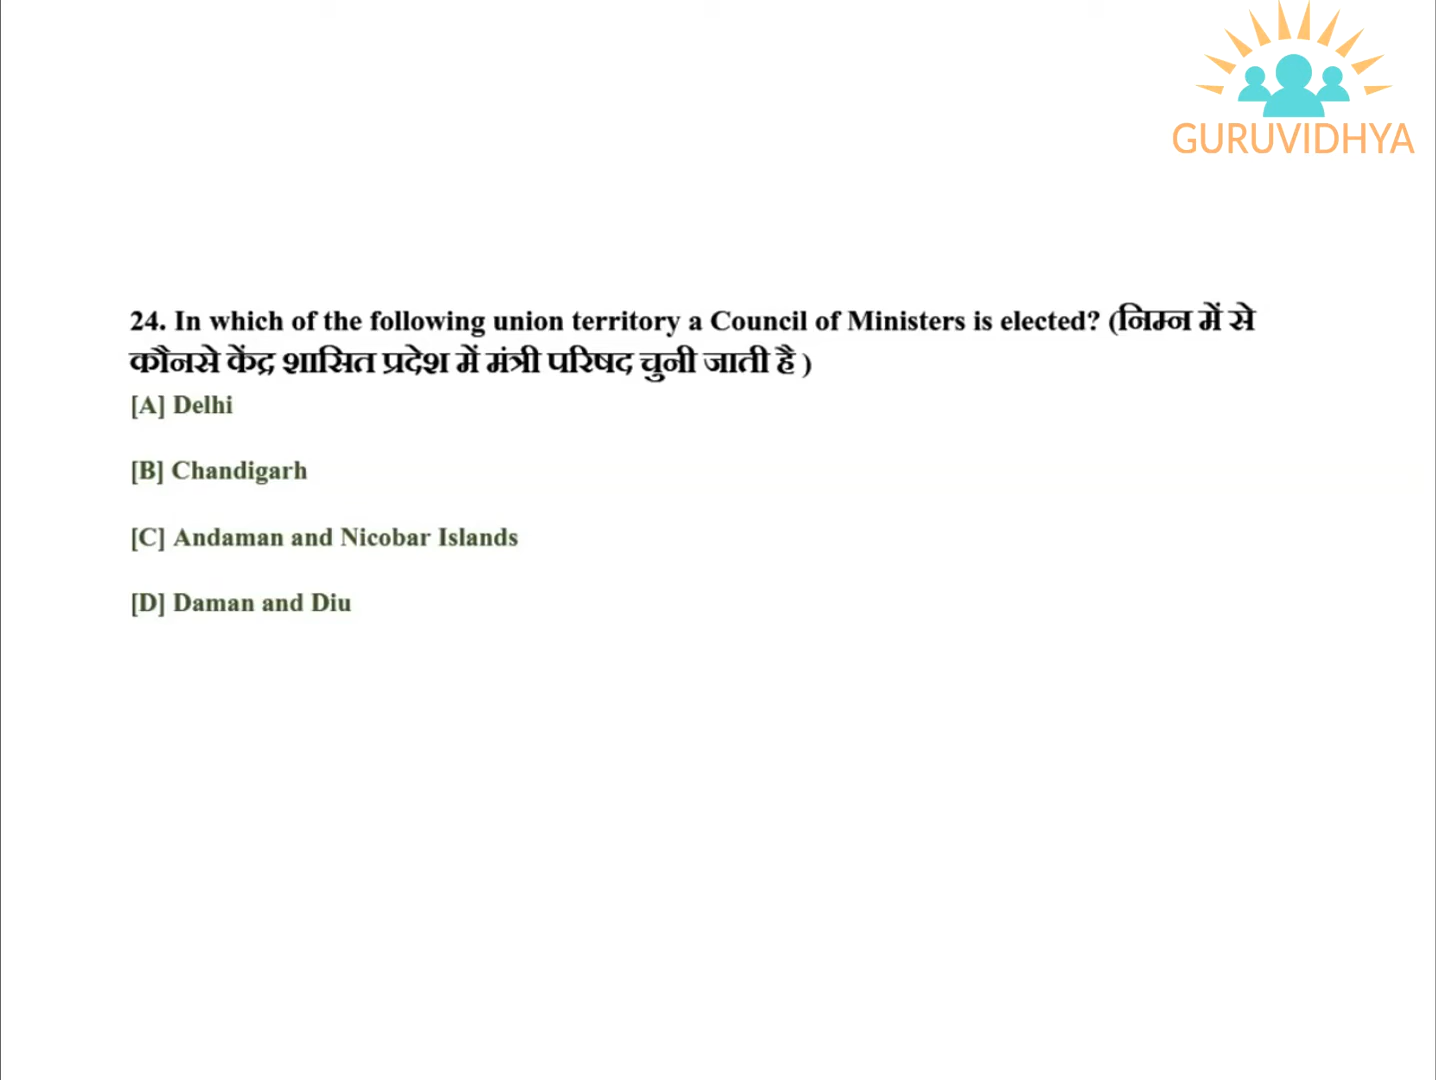 GURUVIDHYA
24. In which of the following union territory a Council of Ministers is elected? (निम्न में से
कौनसे केंद्र शासित प्रदेश में मंत्री परिषद चुनी जाती है )
[A] Delhi
[B] Chandigarh
[C] Andaman and Nicobar Islands
[D] Daman and Diu